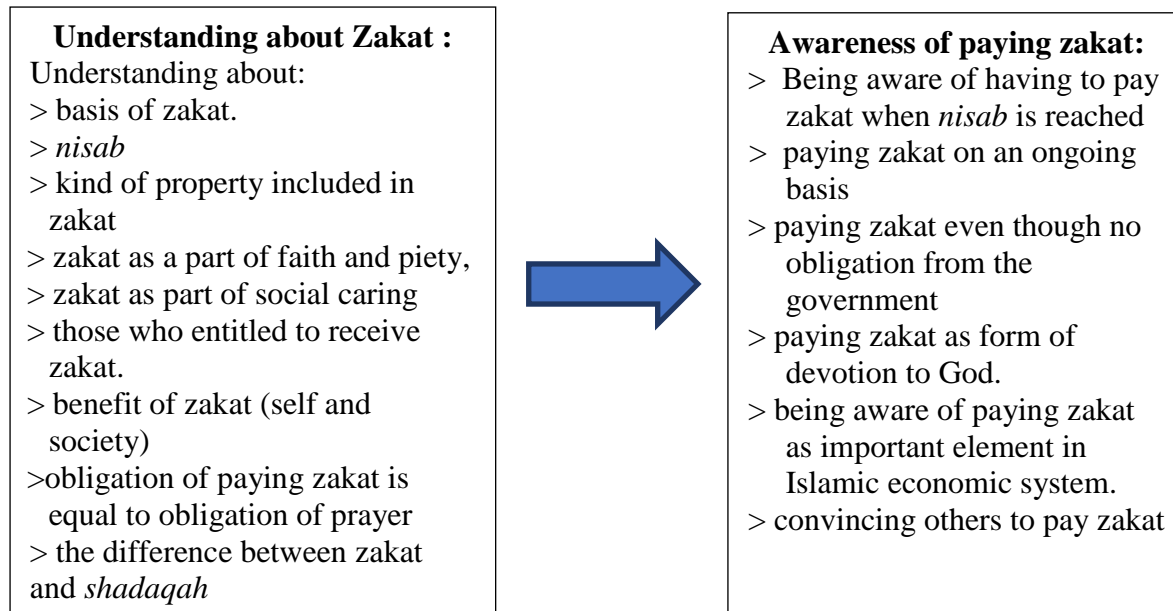 Understanding about Zakat :
Understanding about:
> basis of zakat.
> nisab
> kind of property included in
zakat
> zakat as a part of faith and piety,
> zakat as part of social caring
> those who entitled to receive
zakat.
> benefit of zakat (self and
society)
>obligation of paying zakat is
equal to obligation of prayer
> the difference between zakat
and shadaqah
Awareness of paying zakat:
> Being aware of having to pay
zakat when nisab is reached
> paying zakat on an ongoing
basis
> paying zakat even though no
obligation from the
government
> paying zakat as form of
devotion to God.
> being aware of paying zakat
as important element in
Islamic economic system.
> convincing others to pay zakat